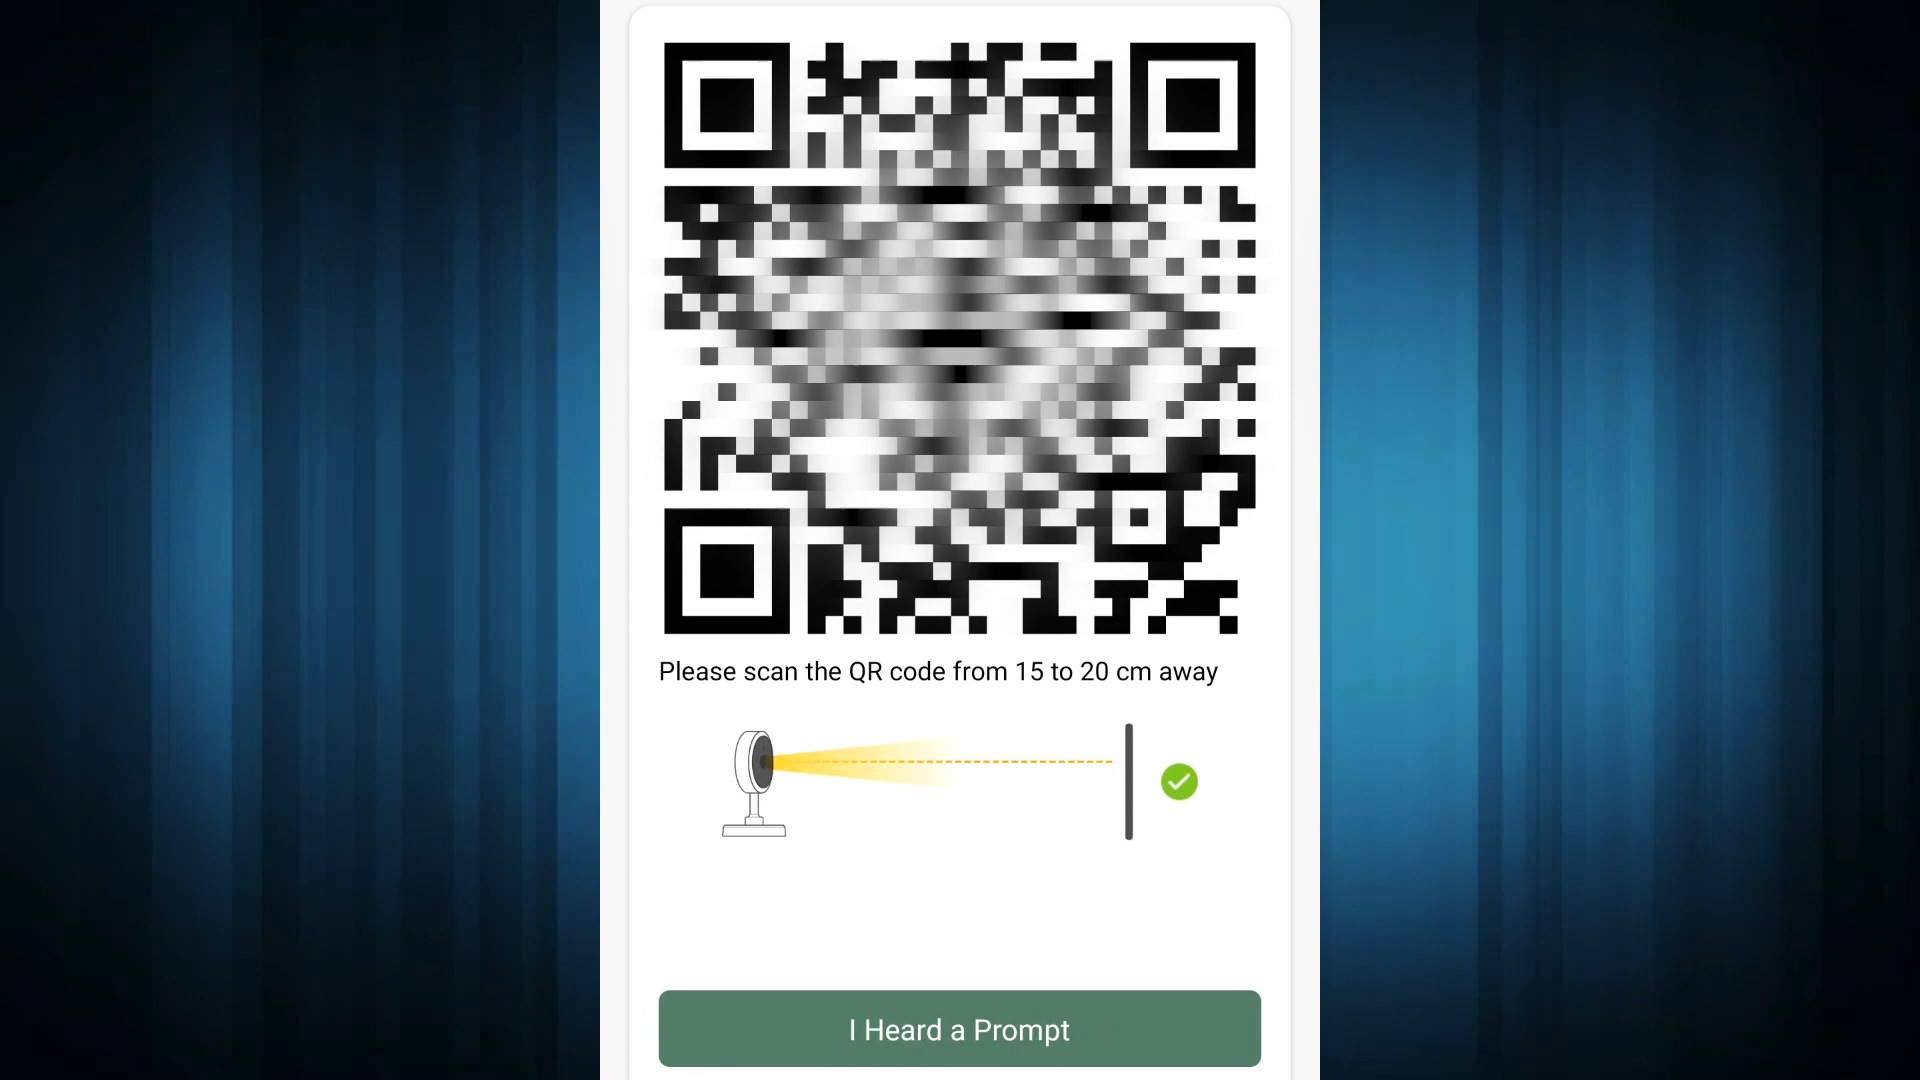 Please scan the QR code from 15 to 20 cm away
I Heard a Prompt